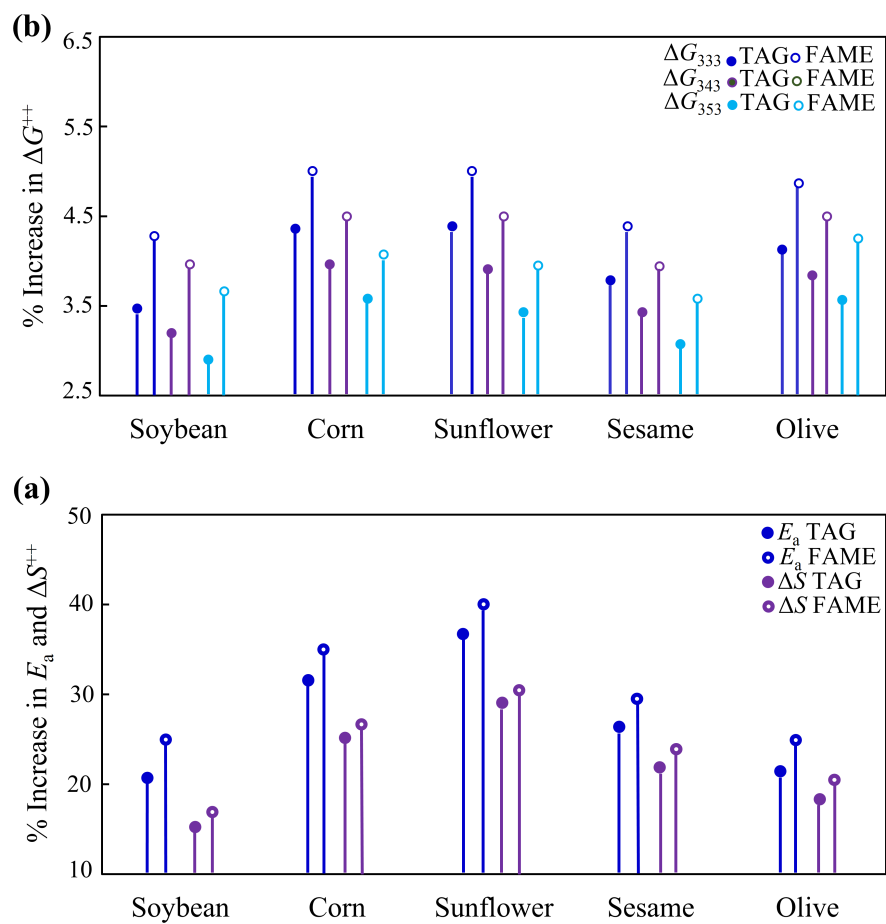 (b)
% Increase in ΔG++
6.5
5.5
4.5
3.5
2.5
ΔG333 TAG FAME
ΔG343 TAG FAME
ΔG353 TAG FAME
Soybean Corn Sunflower Sesame Olive
(a)
% Increase in Ea and ΔS++
50
40
30
20
10
Ea TAG
Ea FAME
ΔS TAG
ΔS FAME
Soybean Corn Sunflower Sesame Olive